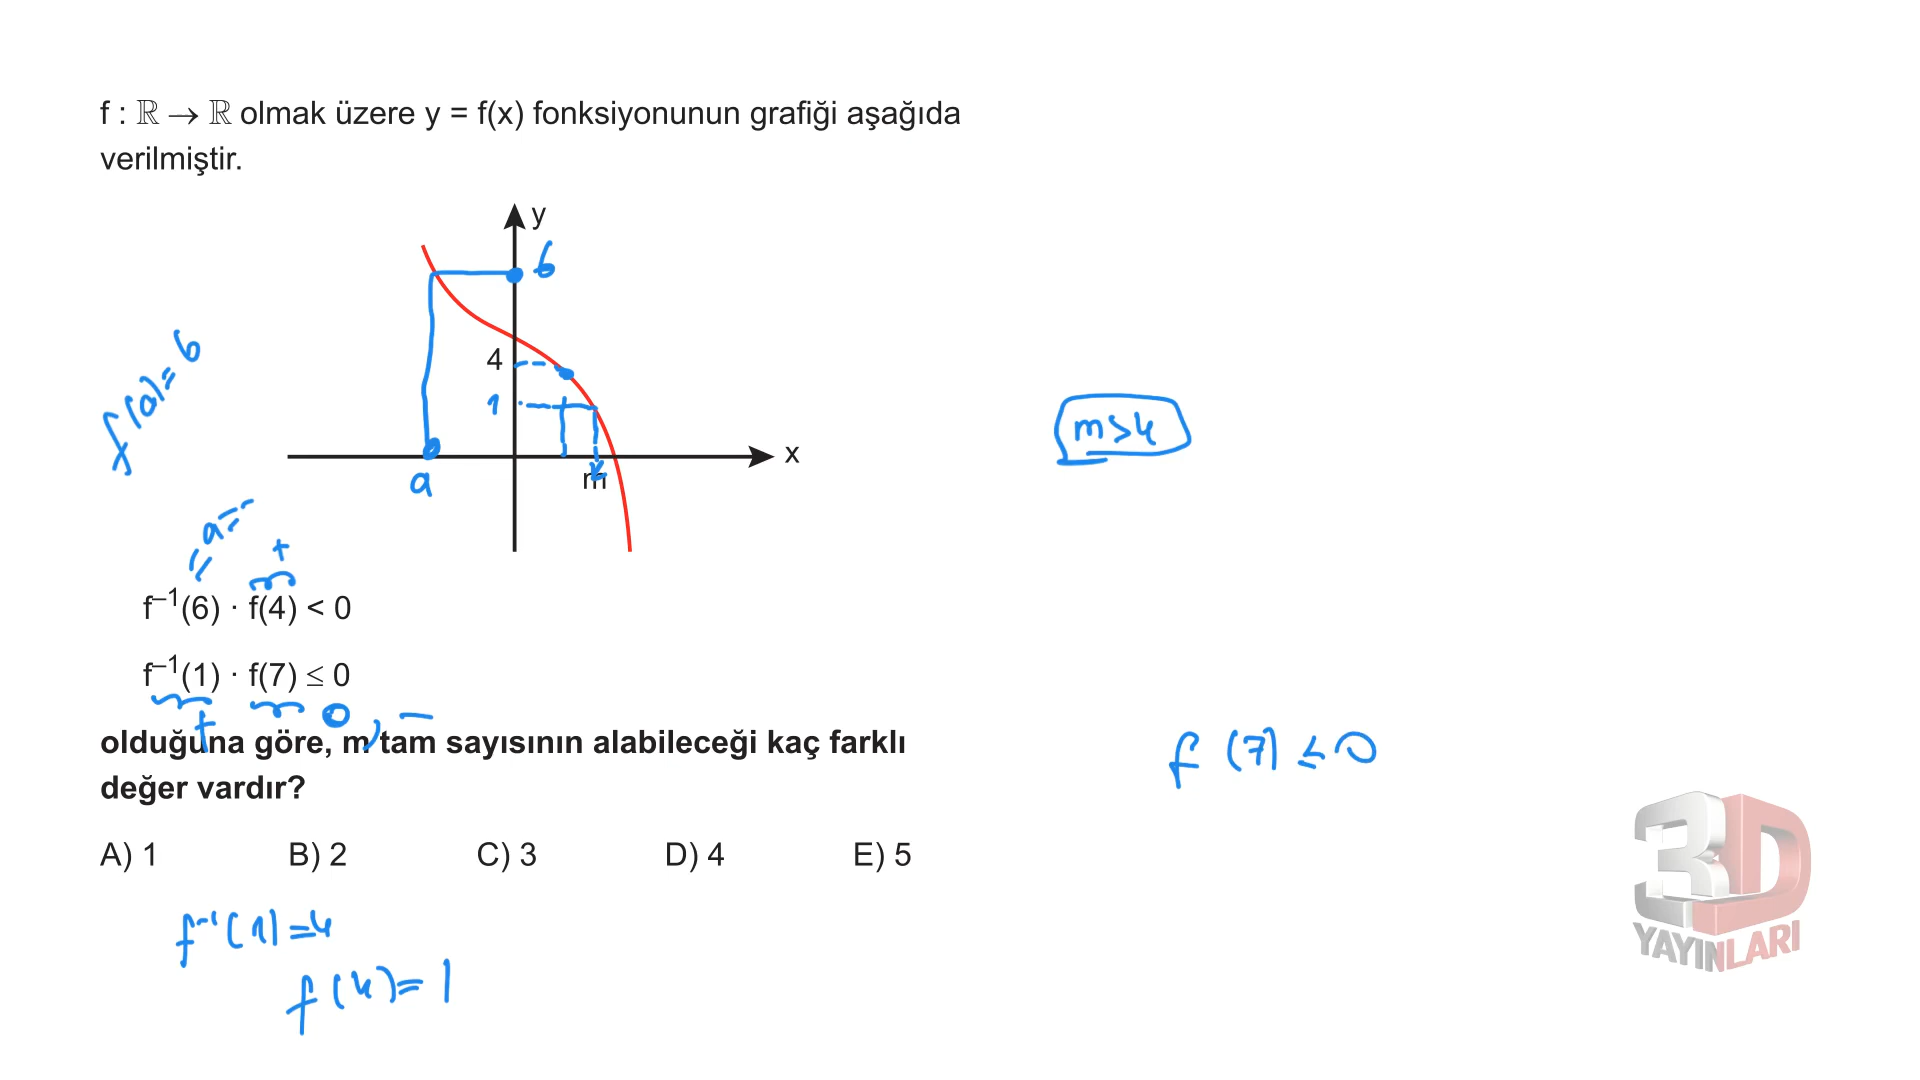 f : ℝ → ℝ olmak üzere y = f(x) fonksiyonunun grafiği aşağıda
verilmiştir.
y
6
4
1
x
m
a
f(a) = 6
m>4
a = -
+
f⁻¹(6) · f(4) < 0
f⁻¹(1) · f(7) ≤ 0
+ 0, -
olduğuna göre, m tam sayısının alabileceği kaç farklı
değer vardır?
f(7) ≤ 0
A) 1 B) 2 C) 3 D) 4 E) 5
f⁻¹(1) = 4
f(4) = 1
3D
YAYINLARI